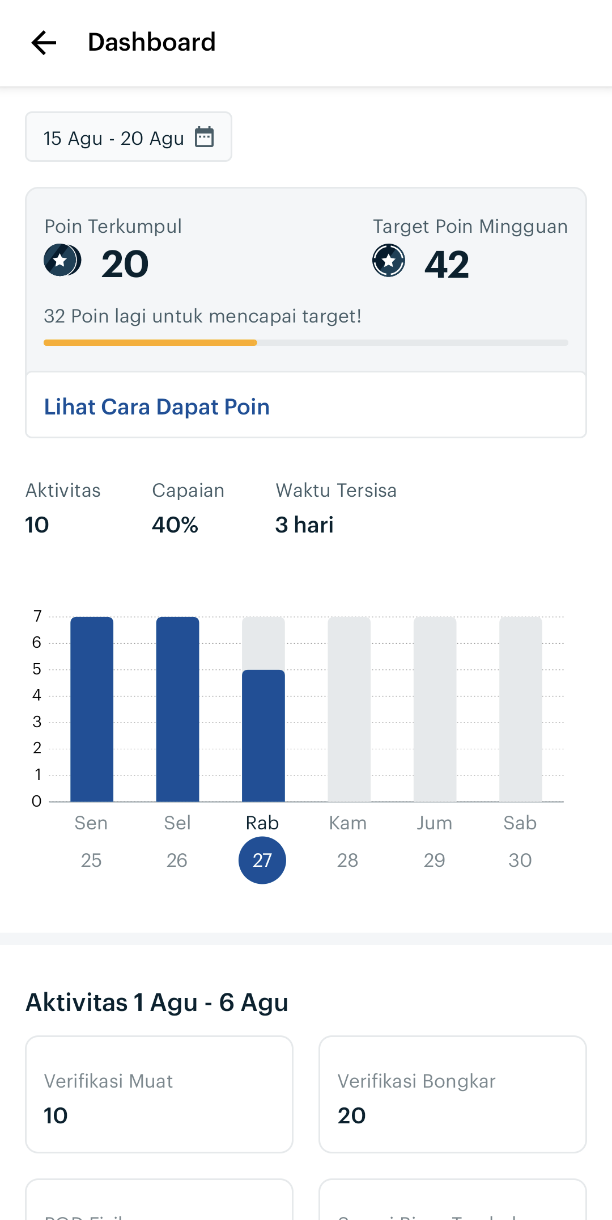 Dashboard
15 Agu - 20 Agu
Poin Terkumpul
20
Target Poin Mingguan
42
32 Poin lagi untuk mencapai target!
Lihat Cara Dapat Poin
Aktivitas
10
Capaian
40%
Waktu Tersisa
3 hari
7
6
5
4
3
2
1
0
Sen Sel Rab Kam Jum Sab
25 26 27 28 29 30
Aktivitas 1 Agu - 6 Agu
Verifikasi Muat
10
Verifikasi Bongkar
20